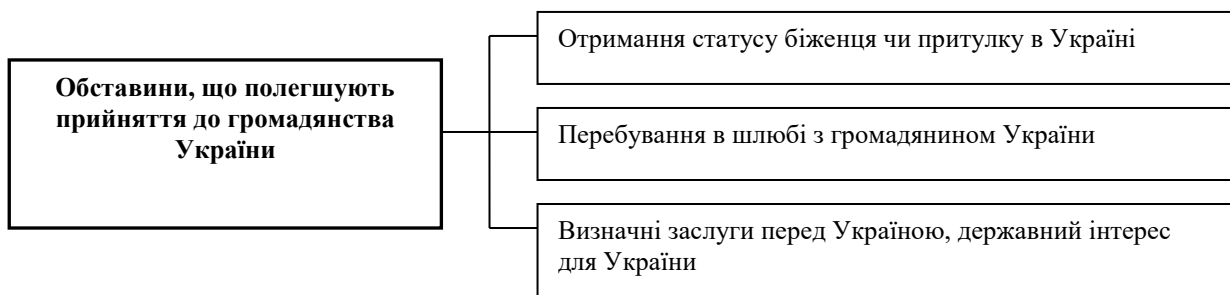 Обставини, що полегшують
прийняття до громадянства
України
Отримання статусу біженця чи притулку в Україні
Перебування в шлюбі з громадянином України
Визначні заслуги перед Україною, державний інтерес
для України